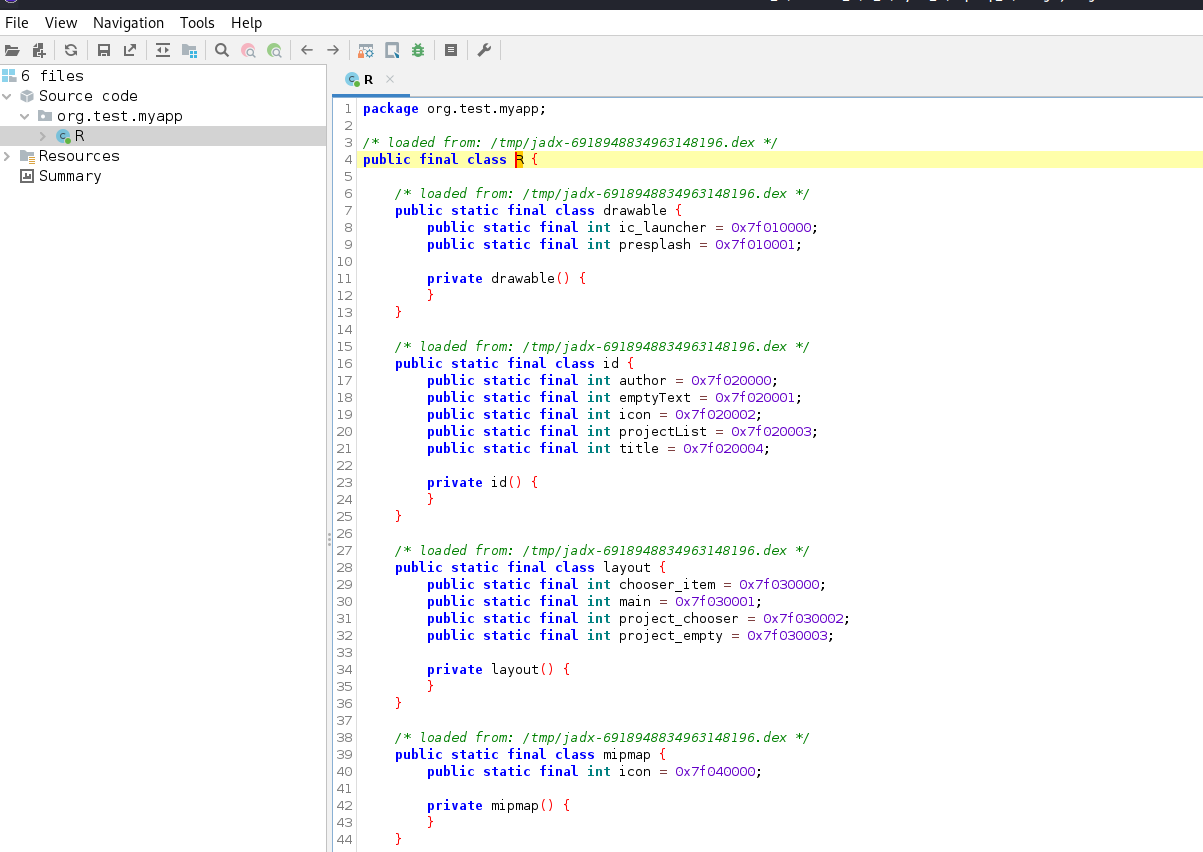 File View Navigation Tools Help
6 files
Source code
org.test.myapp
R
Resources
Summary
R
1 package org.test.myapp;
2
3 /* loaded from: /tmp/jadx-6918948834963148196.dex */
4 public final class R {
5
6 /* loaded from: /tmp/jadx-6918948834963148196.dex */
7 public static final class drawable {
8 public static final int ic_launcher = 0x7f010000;
9 public static final int presplash = 0x7f010001;
10
11 private drawable() {
12 }
13 }
14
15 /* loaded from: /tmp/jadx-6918948834963148196.dex */
16 public static final class id {
17 public static final int author = 0x7f020000;
18 public static final int emptyText = 0x7f020001;
19 public static final int icon = 0x7f020002;
20 public static final int projectList = 0x7f020003;
21 public static final int title = 0x7f020004;
22
23 private id() {
24 }
25 }
26
27 /* loaded from: /tmp/jadx-6918948834963148196.dex */
28 public static final class layout {
29 public static final int chooser_item = 0x7f030000;
30 public static final int main = 0x7f030001;
31 public static final int project_chooser = 0x7f030002;
32 public static final int project_empty = 0x7f030003;
33
34 private layout() {
35 }
36 }
37
38 /* loaded from: /tmp/jadx-6918948834963148196.dex */
39 public static final class mipmap {
40 public static final int icon = 0x7f040000;
41
42 private mipmap() {
43 }
44 }